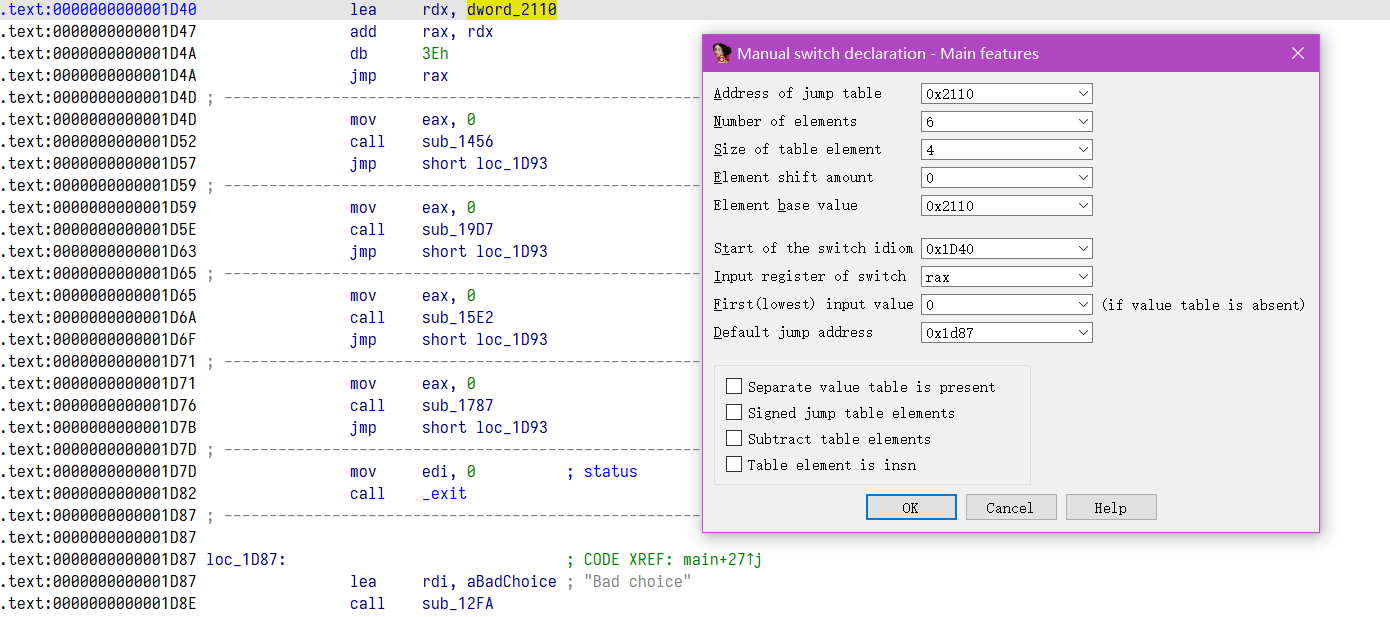 .text:0000000000001D40 lea rdx, dword_2110
.text:0000000000001D47 add rax, rdx
.text:0000000000001D4A db 3Eh
.text:0000000000001D4A jmp rax
.text:0000000000001D4D ; ---------------------------------------------------------------------------
.text:0000000000001D4D mov eax, 0
.text:0000000000001D52 call sub_1456
.text:0000000000001D57 jmp short loc_1D93
.text:0000000000001D59 ; ---------------------------------------------------------------------------
.text:0000000000001D59 mov eax, 0
.text:0000000000001D5E call sub_19D7
.text:0000000000001D63 jmp short loc_1D93
.text:0000000000001D65 ; ---------------------------------------------------------------------------
.text:0000000000001D65 mov eax, 0
.text:0000000000001D6A call sub_15E2
.text:0000000000001D6F jmp short loc_1D93
.text:0000000000001D71 ; ---------------------------------------------------------------------------
.text:0000000000001D71 mov eax, 0
.text:0000000000001D76 call sub_1787
.text:0000000000001D7B jmp short loc_1D93
.text:0000000000001D7D ; ---------------------------------------------------------------------------
.text:0000000000001D7D mov edi, 0 ; status
.text:0000000000001D82 call _exit
.text:0000000000001D87 ; ---------------------------------------------------------------------------
.text:0000000000001D87
.text:0000000000001D87 loc_1D87: ; CODE XREF: main+27↑j
.text:0000000000001D87 lea rdi, aBadChoice ; "Bad choice"
.text:0000000000001D8E call sub_12FA
Manual switch declaration - Main features
Address of jump table 0x2110
Number of elements 6
Size of table element 4
Element shift amount 0
Element base value 0x2110
Start of the switch idiom 0x1D40
Input register of switch rax
First(lowest) input value 0 (if value table is absent)
Default jump address 0x1d87
Separate value table is present
Signed jump table elements
Subtract table elements
Table element is insn
OK Cancel Help